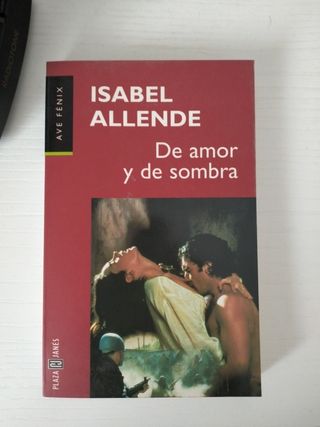 AVE FÉNIX
ISABEL
ALLENDE
De amor
y de sombra
PLAZA JANÉS